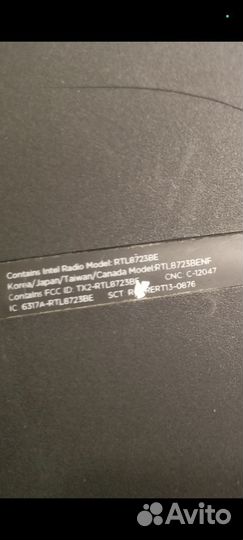 Contains Intel Radio Model: RTL8723BE
Korea/Japan/Taiwan/Canada Model:RTL8723BENF
Contains FCC ID: TX2-RTL8723BE CNC: C-12047
IC: 6317A-RTL8723BE SCT
Avito